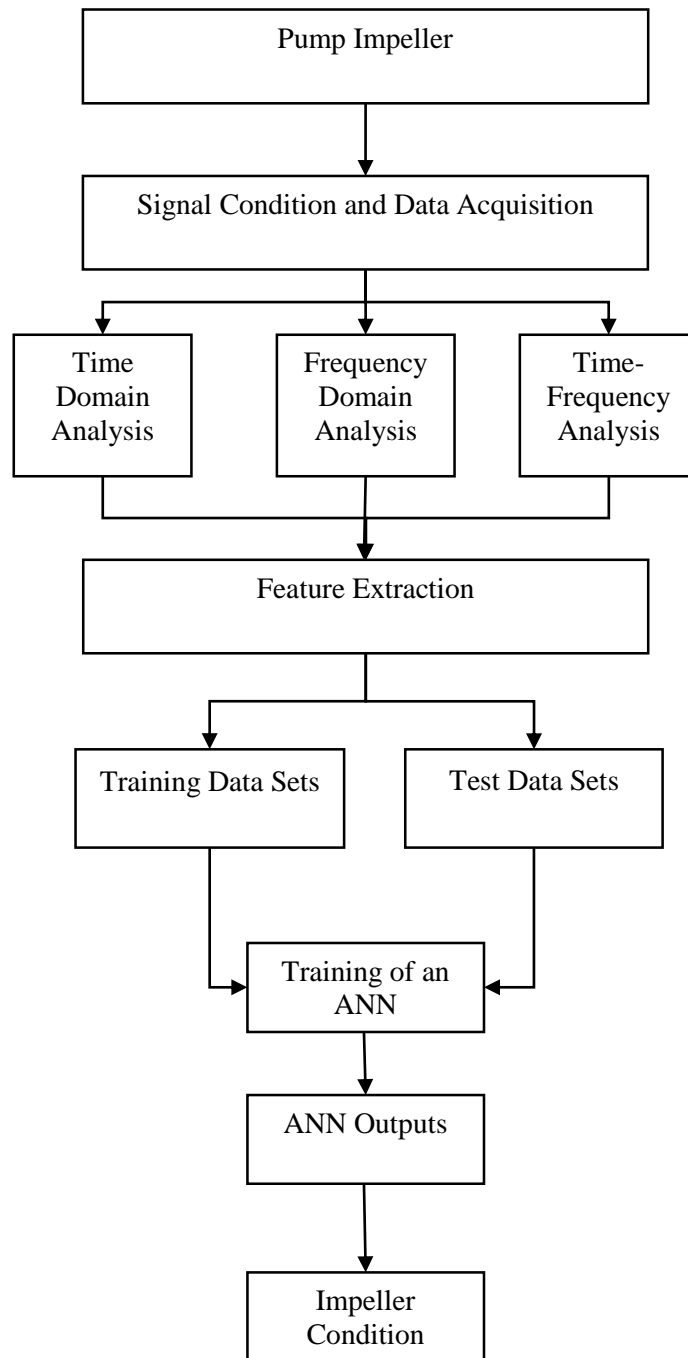 Pump Impeller
Signal Condition and Data Acquisition
Time
Domain
Analysis
Frequency
Domain
Analysis
Time-
Frequency
Analysis
Feature Extraction
Training Data Sets
Test Data Sets
Training of an
ANN
ANN Outputs
Impeller
Condition